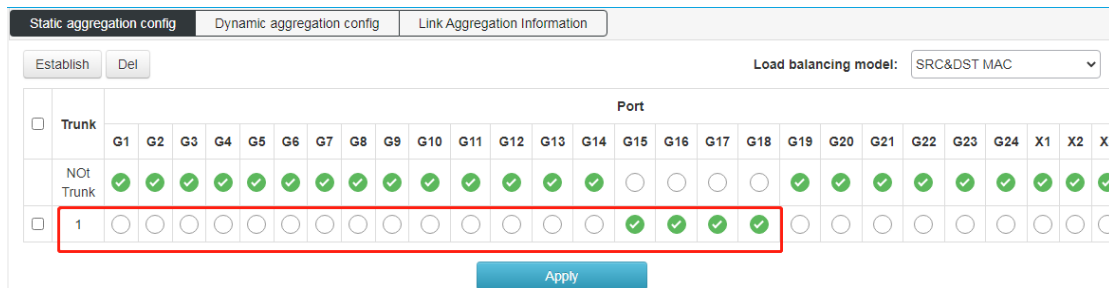 Static aggregation config Dynamic aggregation config Link Aggregation Information
Establish Del Load balancing model: SRC&DST MAC
Port
Trunk
G1 G2 G3 G4 G5 G6 G7 G8 G9 G10 G11 G12 G13 G14 G15 G16 G17 G18 G19 G20 G21 G22 G23 G24 X1 X2 X
NOt
Trunk
1
Apply